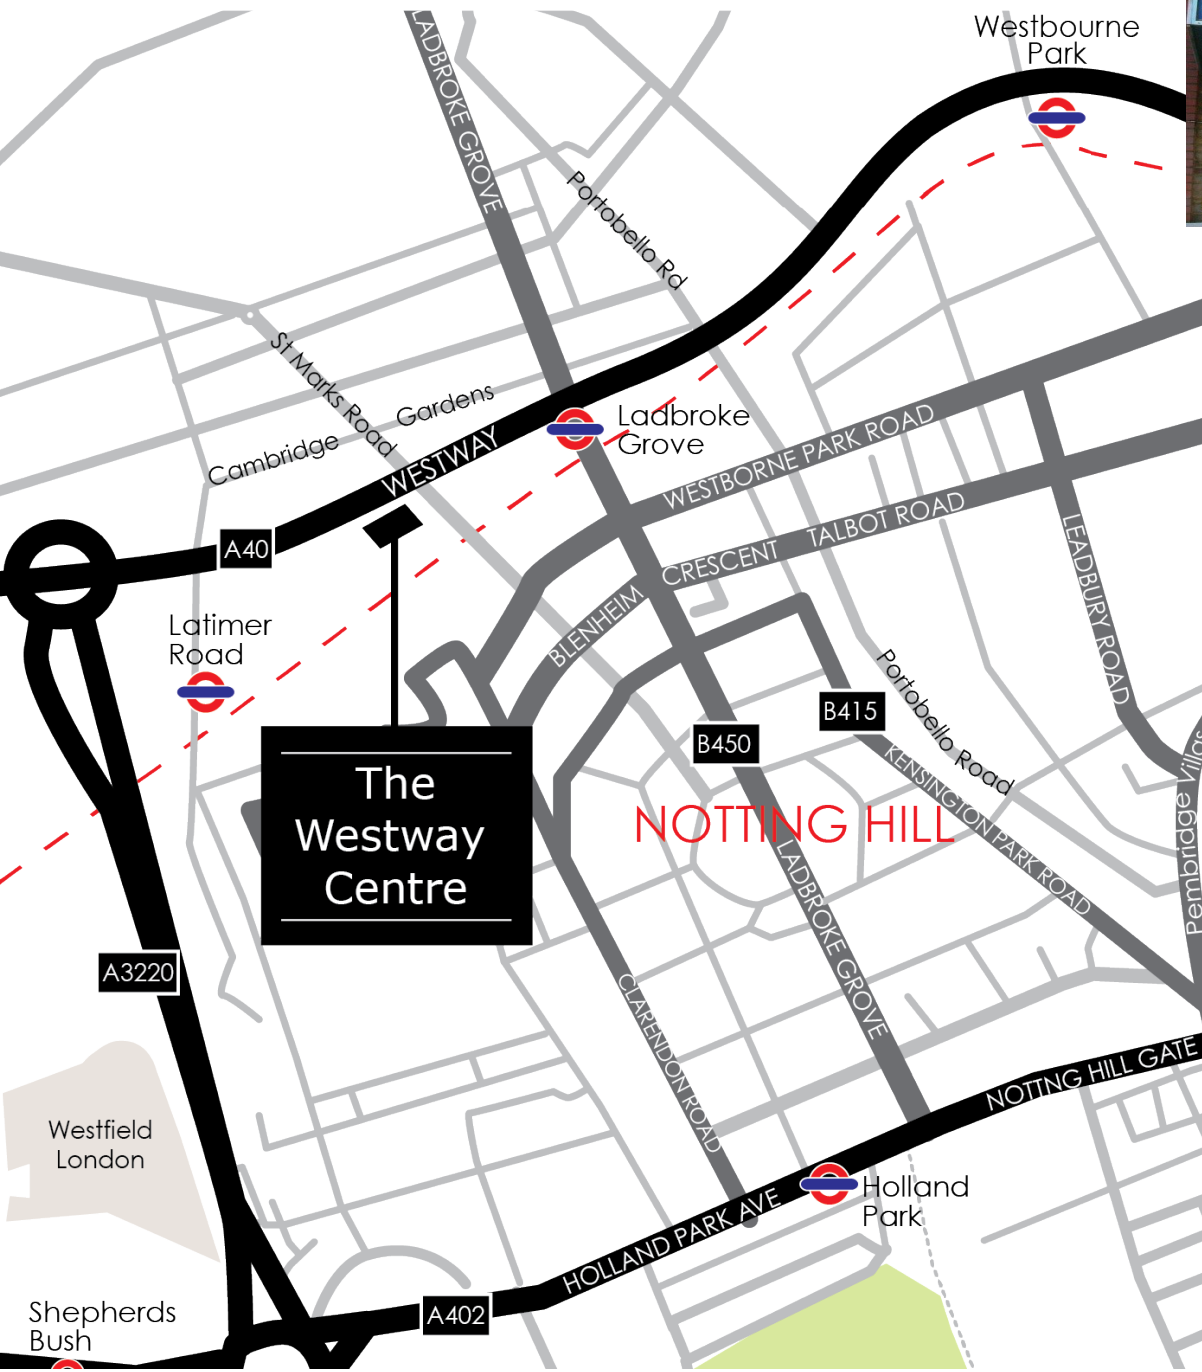 Westbourne
Park
LADBROKE GROVE
Portobello Rd
St Marks Road
Cambridge Gardens
WESTWAY
Ladbroke
Grove
WESTBORNE PARK ROAD
A40
BLENHEIM CRESCENT
TALBOT ROAD
LEADBURY ROAD
Latimer
Road
Portobello Road
B415
B450
KENSINGTON PARK ROAD
Pembridge Villas
The
Westway
Centre
NOTTING HILL
LADBROKE GROVE
A3220
CLARENDON ROAD
NOTTNG HILL GATE
Westfield
London
Holland
Park
HOLLAND PARK AVE
A402
Shepherds
Bush